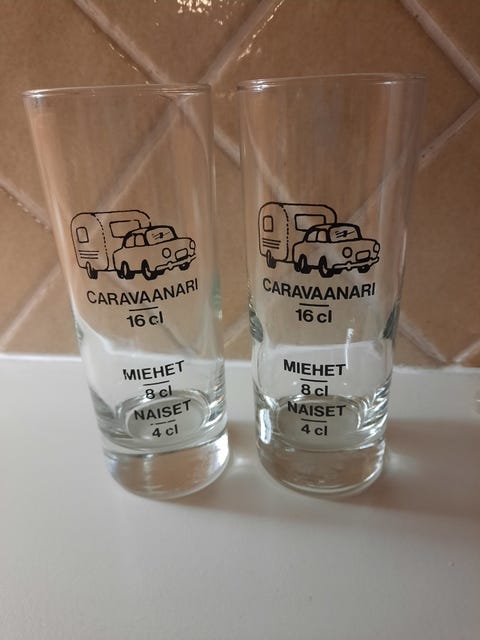 CARAVAANARI
16 cl
MIEHET
8 cl
NAISET
4 cl
CARAVAANARI
16 cl
MIEHET
8 cl
NAISET
4 cl